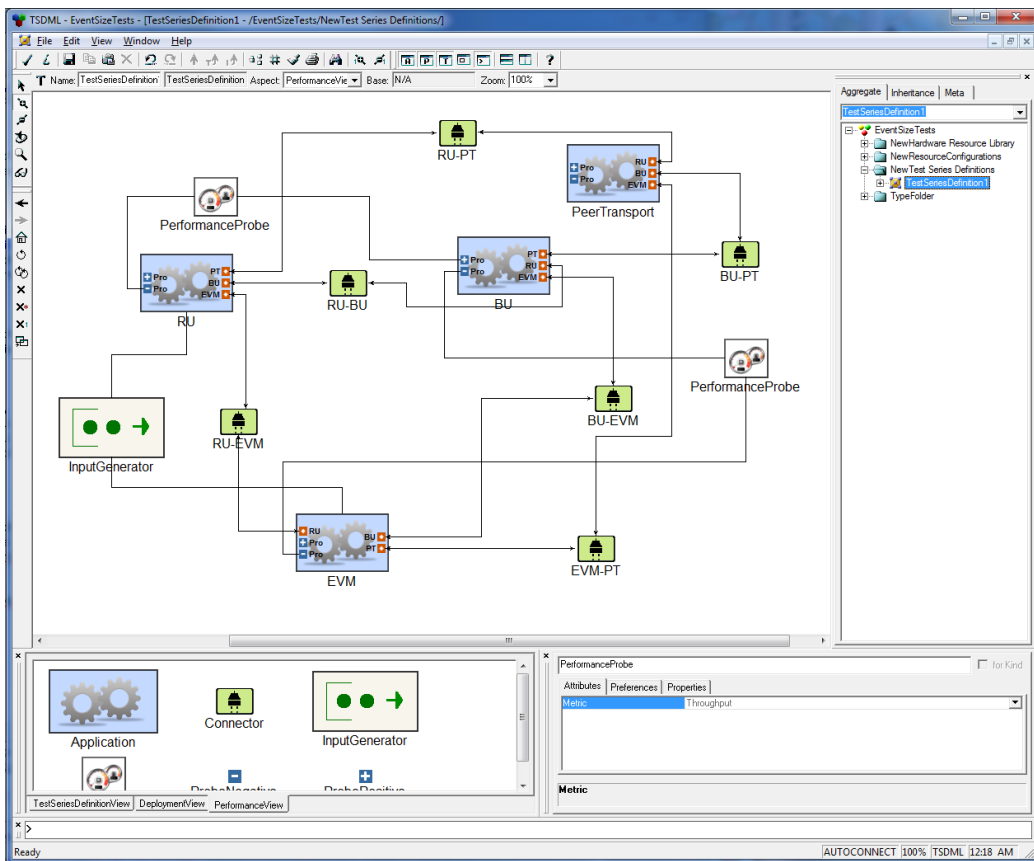 TSDML - EventSizeTests - [TestSeriesDefinition1 - /EventSizeTests/NewTest Series Definitions/]
File Edit View Window Help
Name: TestSeriesDefinition TestSeriesDefinition Aspect: PerformanceVie Base: N/A Zoom: 100%
RU-PT
RU
BU
EVM
Pro
Pro
PeerTransport
PerformanceProbe
BU-PT
Pro
Pro
PT
BU
EVM
RU
RU-BU
Pro
Pro
PT
RU
EVM
BU
PerformanceProbe
InputGenerator
RU-EVM
BU-EVM
RU
Pro
Pro
BU
PT
EVM
EVM-PT
Aggregate Inheritance Meta
TestSeriesDefinition1
EventSizeTests
NewHardware Resource Library
NewResourceConfigurations
NewTest Series Definitions
TestSeriesDefinition1
TypeFolder
Application
Connector
InputGenerator
ProbeNegative
ProbePositive
TestSeriesDefinitionView DeploymentView PerformanceView
PerformanceProbe
for Kind
Attributes Preferences Properties
Metric Throughput
Metric
>
Ready
AUTOCONNECT 100% TSDML 12:18 AM